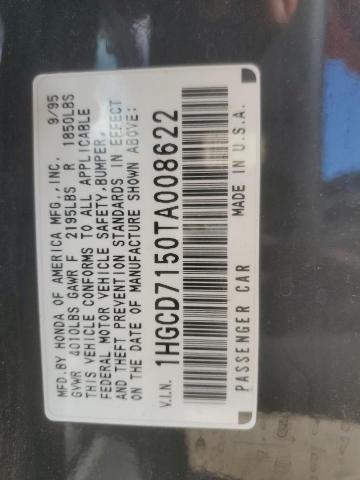 MFD.BY HONDA OF AMERICA MFG.,INC. 9/95
GVWR 4010LBS GAWR F 2195LBS R 1850LBS
THIS VEHICLE CONFORMS TO ALL APPLICABLE
FEDERAL MOTOR VEHICLE SAFETY,BUMPER,
AND THEFT PREVENTION STANDARDS IN EFFECT
ON THE DATE OF MANUFACTURE SHOWN ABOVE:
V.I.N. 1HGCD7150TA008622
PASSENGER CAR MADE IN U.S.A.